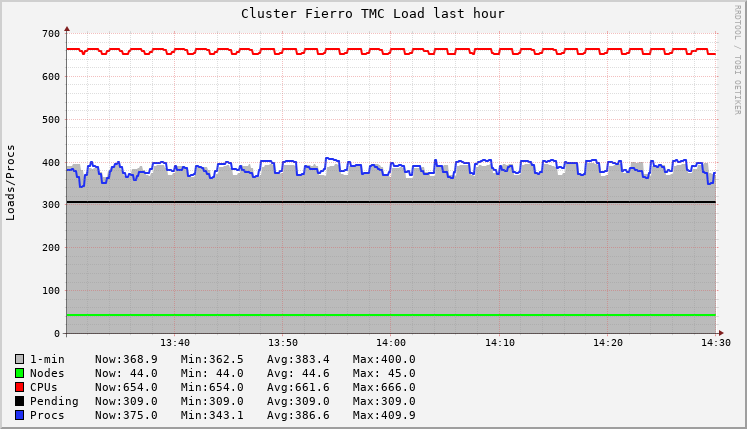 Cluster Fierro TMC Load last hour
RRDTOOL / TOBI OETIKER
Loads/Procs
700
600
500
400
300
200
100
0
13:40 13:50 14:00 14:10 14:20 14:30
1-min Now:368.9 Min:362.5 Avg:383.4 Max:400.0
Nodes Now: 44.0 Min: 44.0 Avg: 44.6 Max: 45.0
CPUs Now:654.0 Min:654.0 Avg:661.6 Max:666.0
Pending Now:309.0 Min:309.0 Avg:309.0 Max:309.0
Procs Now:375.0 Min:343.1 Avg:386.6 Max:409.9